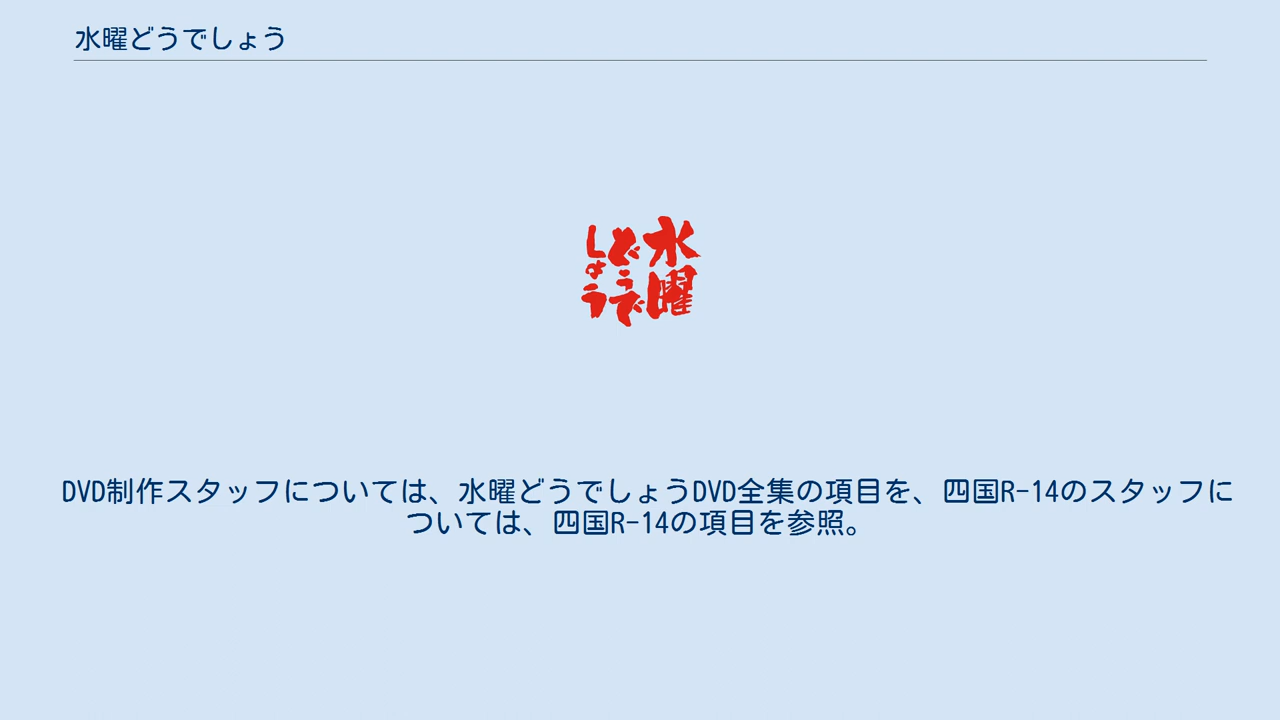 水曜どうでしょう
水曜
どうで
しょう
DVD制作スタッフについては、水曜どうでしょうDVD全集の項目を、四国R-14のスタッフに
ついては、四国R-14の項目を参照。